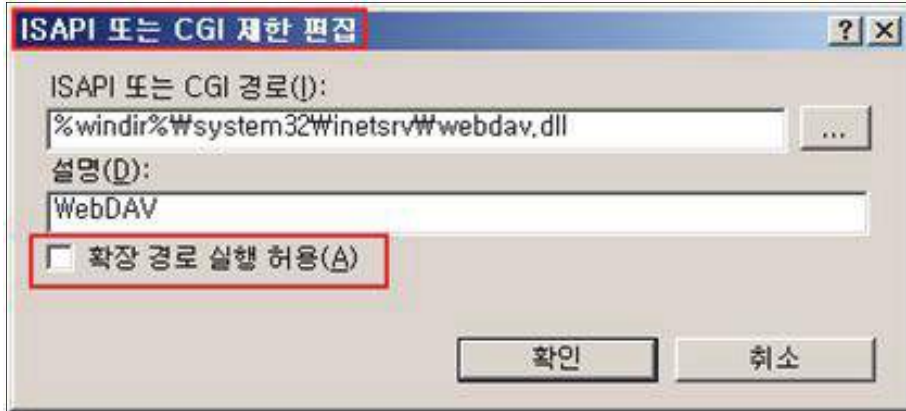 ISAPI 또는 CGI 제한 편집
ISAPI 또는 CGI 경로(I):
%windir%₩system32₩inetsrv₩webdav.dll
...
설명(D):
WebDAV
확장 경로 실행 허용(A)
확인 취소